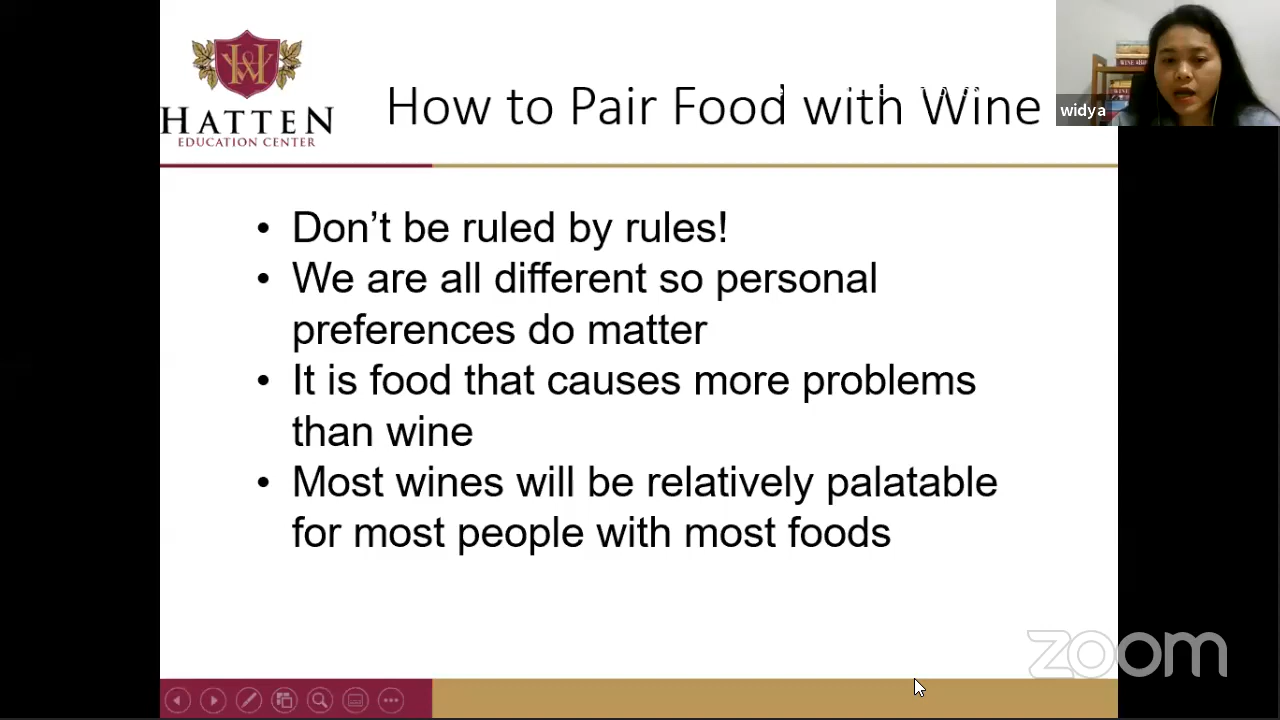 HATTEN
EDUCATION CENTER
How to Pair Food with Wine
widya
• Don't be ruled by rules!
• We are all different so personal
preferences do matter
• It is food that causes more problems
than wine
• Most wines will be relatively palatable
for most people with most foods
zoom